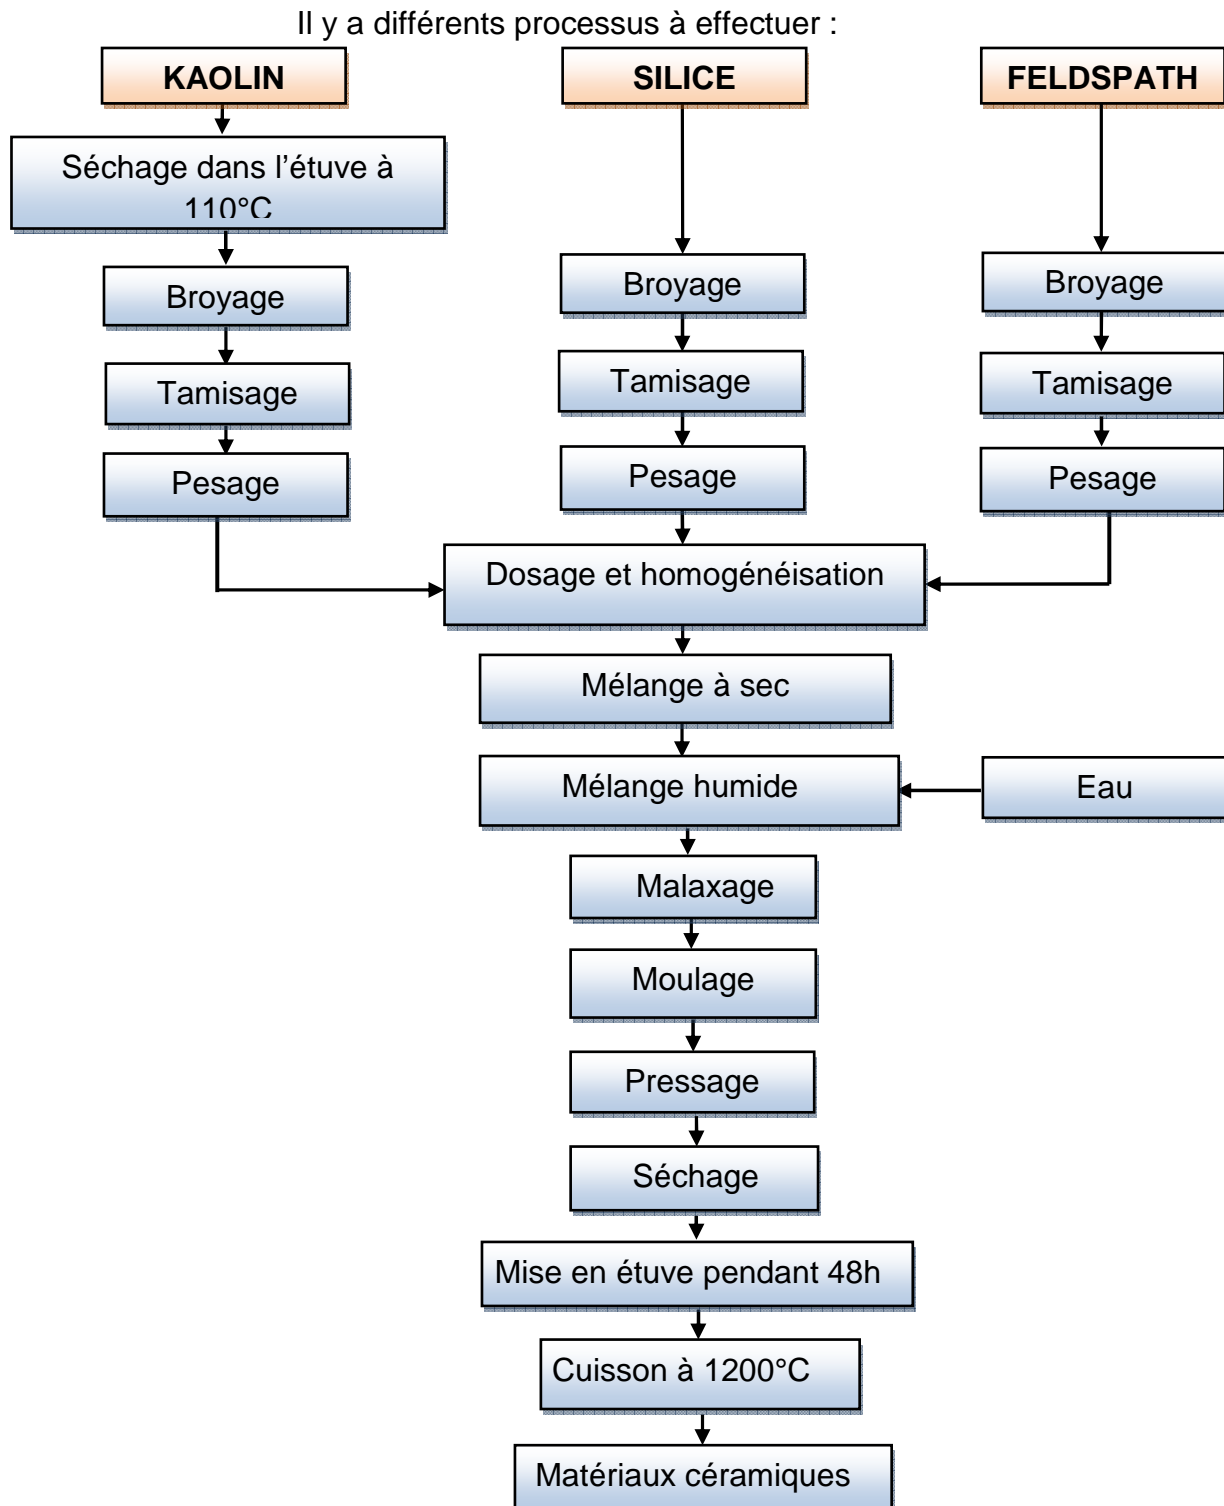 Il y a différents processus à effectuer :
KAOLIN
SILICE
FELDSPATH
Séchage dans l'étuve à
110°C
Broyage
Broyage
Broyage
Tamisage
Tamisage
Tamisage
Pesage
Pesage
Pesage
Dosage et homogénéisation
Mélange à sec
Mélange humide
Eau
Malaxage
Moulage
Pressage
Séchage
Mise en étuve pendant 48h
Cuisson à 1200°C
Matériaux céramiques